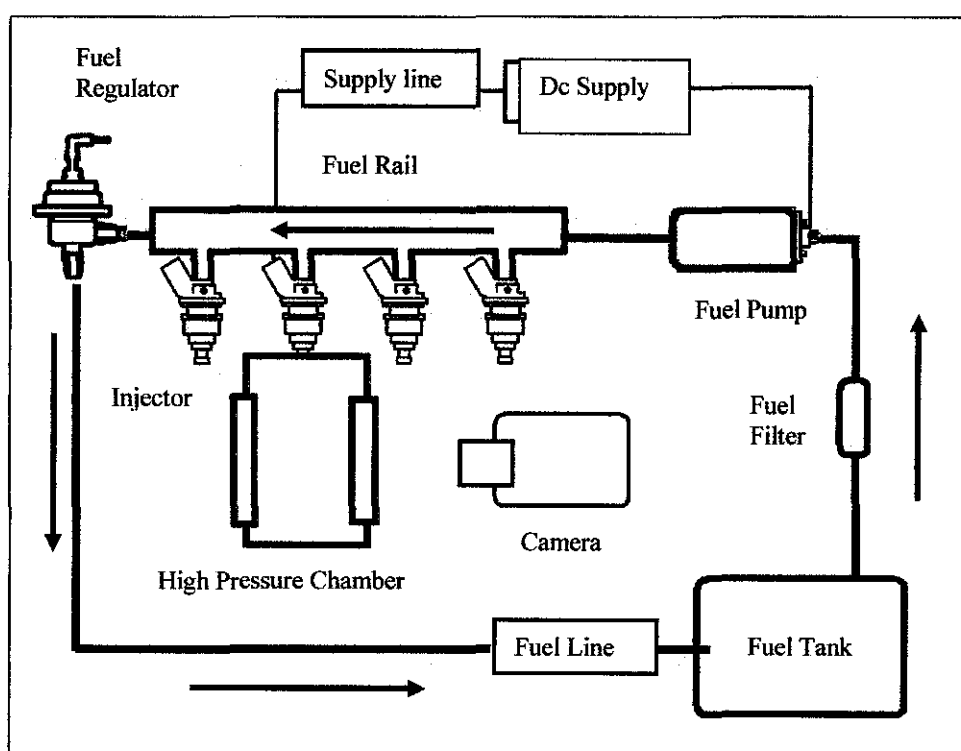 Fuel
Regulator
Supply line
Dc Supply
Fuel Rail
Fuel Pump
Injector
Fuel
Filter
Camera
High Pressure Chamber
Fuel Line
Fuel Tank